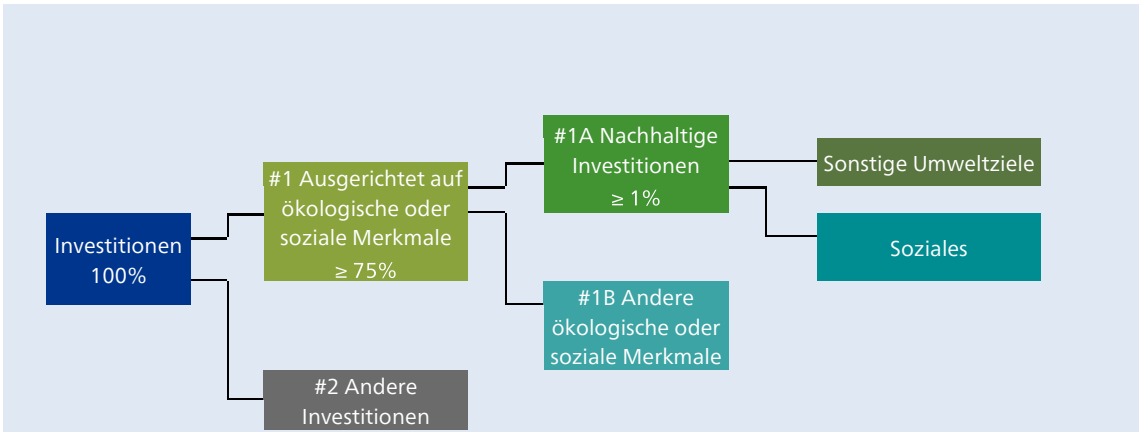 Investitionen
100%
#1 Ausgerichtet auf
ökologische oder
soziale Merkmale
≥ 75%
#2 Andere
Investitionen
#1A Nachhaltige
Investitionen
≥ 1%
#1B Andere
ökologische oder
soziale Merkmale
Sonstige Umweltziele
Soziales